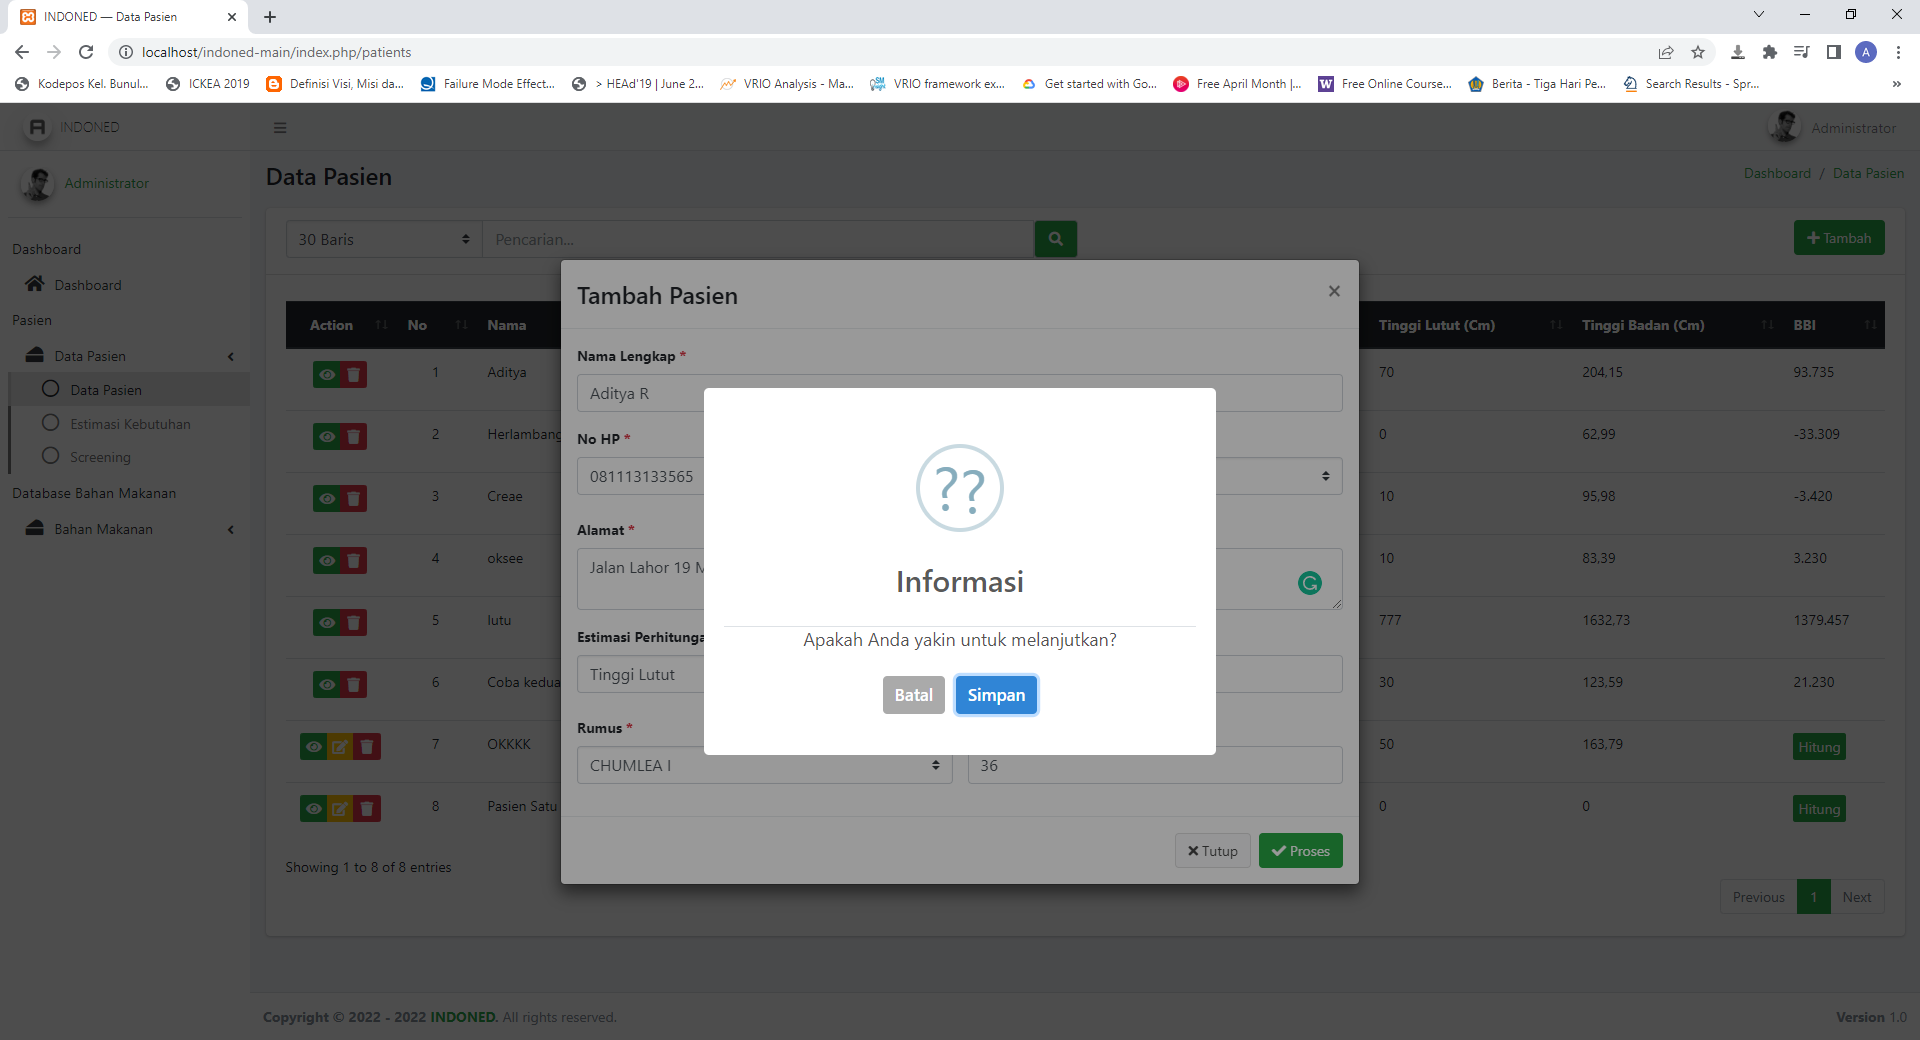 INDONED — Data Pasien
localhost/indoned-main/index.php/patients
A
Kodepos Kel. Bunul...
ICKEA 2019
Definisi Visi, Misi da...
Failure Mode Effect...
> HEAd'19 | June 2...
VRIO Analysis - Ma...
VRIO framework ex...
Get started with Go...
Free April Month |...
Free Online Course...
Berita - Tiga Hari Pe...
Search Results - Spr...
»
INDONED
Administrator
Administrator
Data Pasien
Dashboard / Data Pasien
Dashboard
Dashboard
Pasien
Data Pasien
Data Pasien
Estimasi Kebutuhan
Screening
Database Bahan Makanan
Bahan Makanan
30 Baris
Pencarian...
Tambah
Action No Nama Tinggi Lutut (Cm) Tinggi Badan (Cm) BBI
1 Aditya 70 204,15 93.735
2 Herlambang 0 62,99 -33.309
3 Creae 10 95,98 -3.420
4 oksee 10 83,39 3.230
5 lutu 777 1632,73 1379.457
6 Coba kedua 30 123,59 21.230
7 OKKKK 50 163,79 Hitung
8 Pasien Satu 0 0 Hitung
Showing 1 to 8 of 8 entries
Previous 1 Next
Tambah Pasien
×
Nama Lengkap *
Aditya R
No HP *
081113133565
Alamat *
Jalan Lahor 19
Estimasi
Tinggi Lutut
Rumus *
CHUMLEA I
36
Tutup
Proses
??
Informasi
Apakah Anda yakin untuk melanjutkan?
Batal
Simpan
Copyright © 2022 - 2022 INDONED. All rights reserved.
Version 1.0